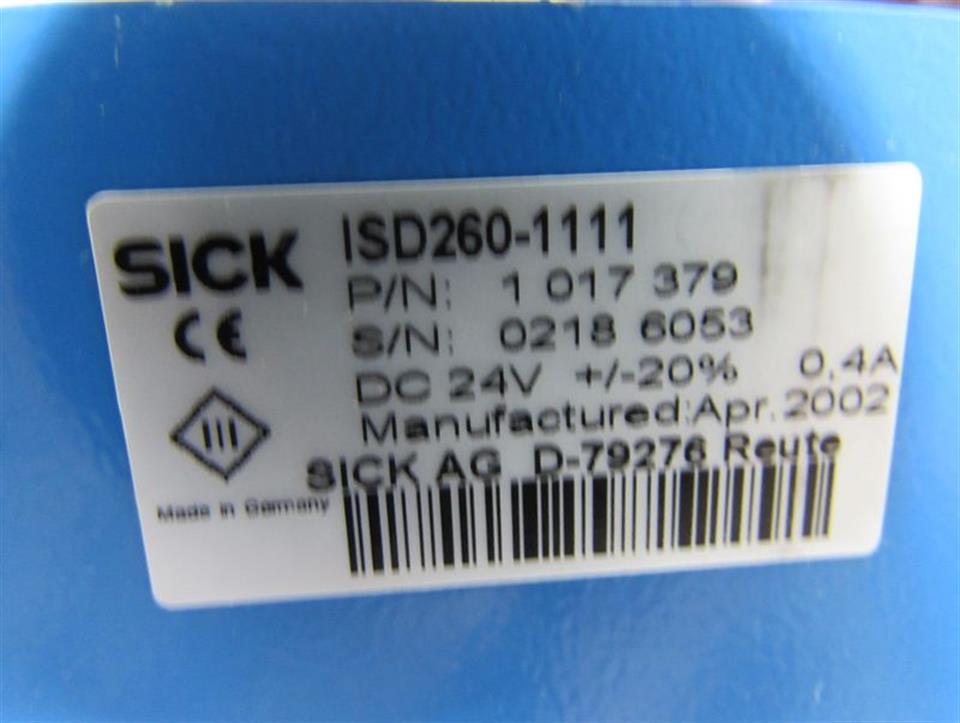 SICK
ISD260-1111
P/N: 1 017 379
S/N: 0218 6053
CE
DC 24V +/-20% 0,4A
Manufactured:Apr.2002
III
SICK AG D-79276 Reute
Made in Germany